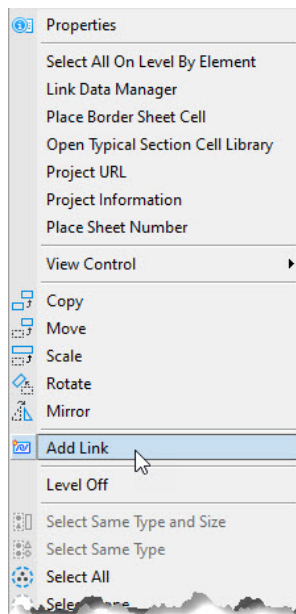 Properties
Select All On Level By Element
Link Data Manager
Place Border Sheet Cell
Open Typical Section Cell Library
Project URL
Project Information
Place Sheet Number
View Control
Copy
Move
Scale
Rotate
Mirror
Add Link
Level Off
Select Same Type and Size
Select Same Type
Select All